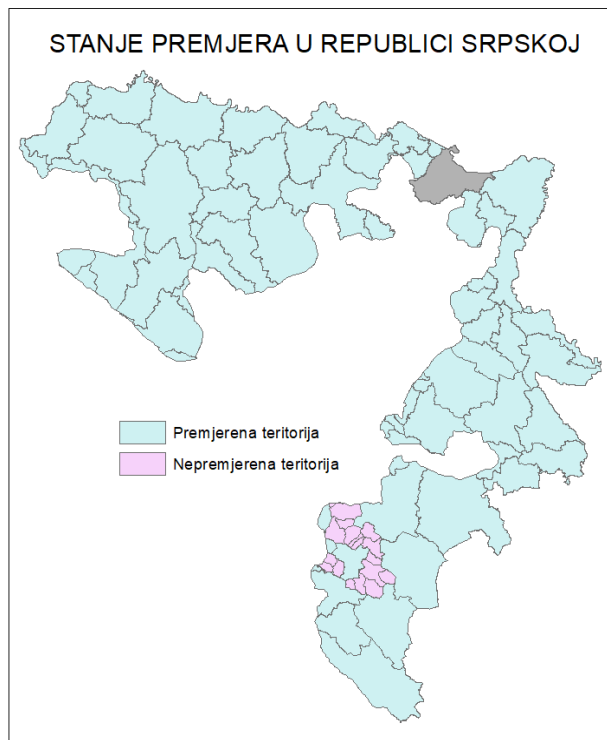 STANJE PREMJERA U REPUBLICI SRPSKOJ
Premjerena teritorija
Nepremjerena teritorija